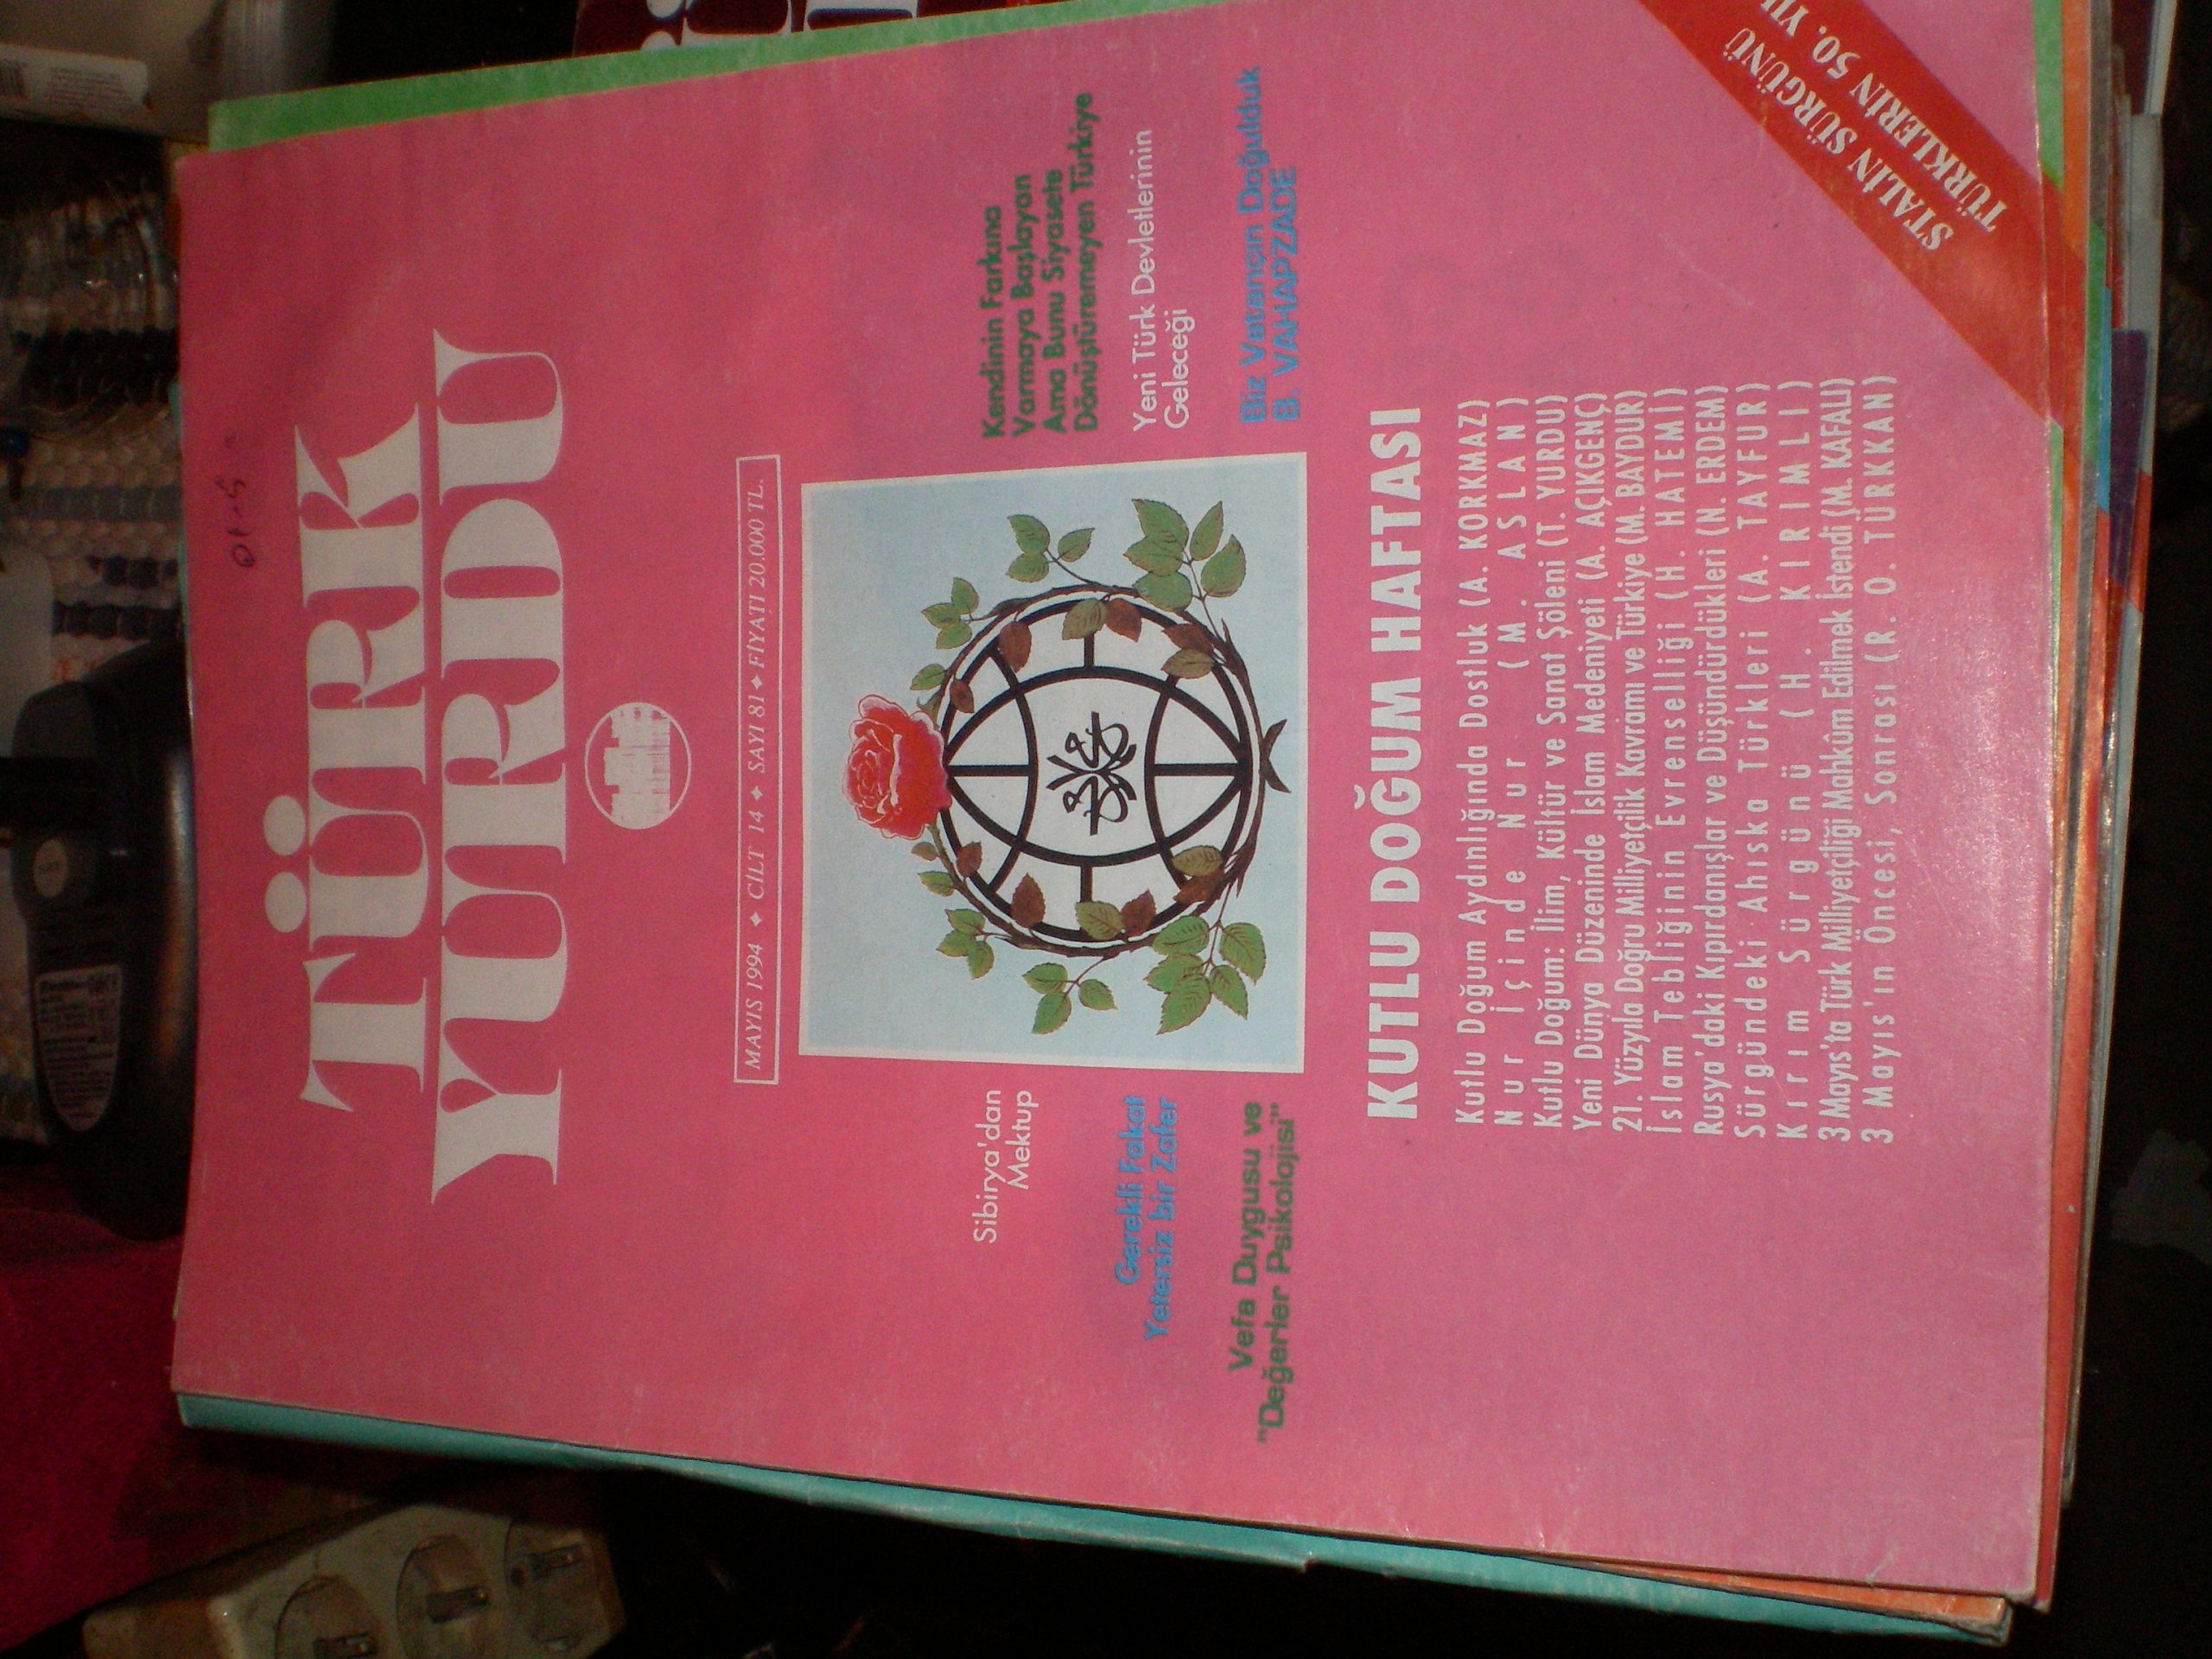 TÜRK
YURDU
MAYIS 1994 ♦ CİLT 14 ♦ SAYI 81 ♦ FİYATI 20.000 TL.
Sibirya'dan
Mektup
Gerekli Fakat
Yetersiz bir Zafer
Vefa Duygusu ve
"Değerler Psikolojisi"
Kendinin Farkına
Varmaya Başlayan
Ama Bunu Siyasete
Dönüştüremeyen Türkiye
Yeni Türk Devletlerinin
Geleceği
Biz Vatançın Doğulduk
B. VAHAPZADE
KUTLU DOĞUM HAFTASI
Kutlu Doğum Aydınlığında Dostluk (A. KORMAZ)
Nur İçinde Nur (M. ASLAN)
Kutlu Doğum: İlim, Kültür ve Sanat Şöleni (T. YURDU)
Yeni Dünya Düzeninde İslam Medeniyeti (A. AÇIKGENÇ)
21. Yüzyıla Doğru Milliyetçilik Kavramı ve Türkiye (M. BAYDUR)
İslam Tebliğinin Evrenselliği (H. HATEMİ)
Rusya'daki Kıpırdanışlar ve Düşündürdükleri (N. ERDEM)
Sürgündeki Ahıska Türkleri (A. TAYFUR)
Kırım Sürgünü (H. KIRIMLI)
3 Mayıs'ta Türk Milliyetçiliği Mahkûm Edilmek İstendi (M. KAFALI)
3 Mayıs'ın Öncesi, Sonrası (R. O. TÜRKKAN)
STALİN SÜRGÜNÜ
TÜRKLERİN 50. YIL